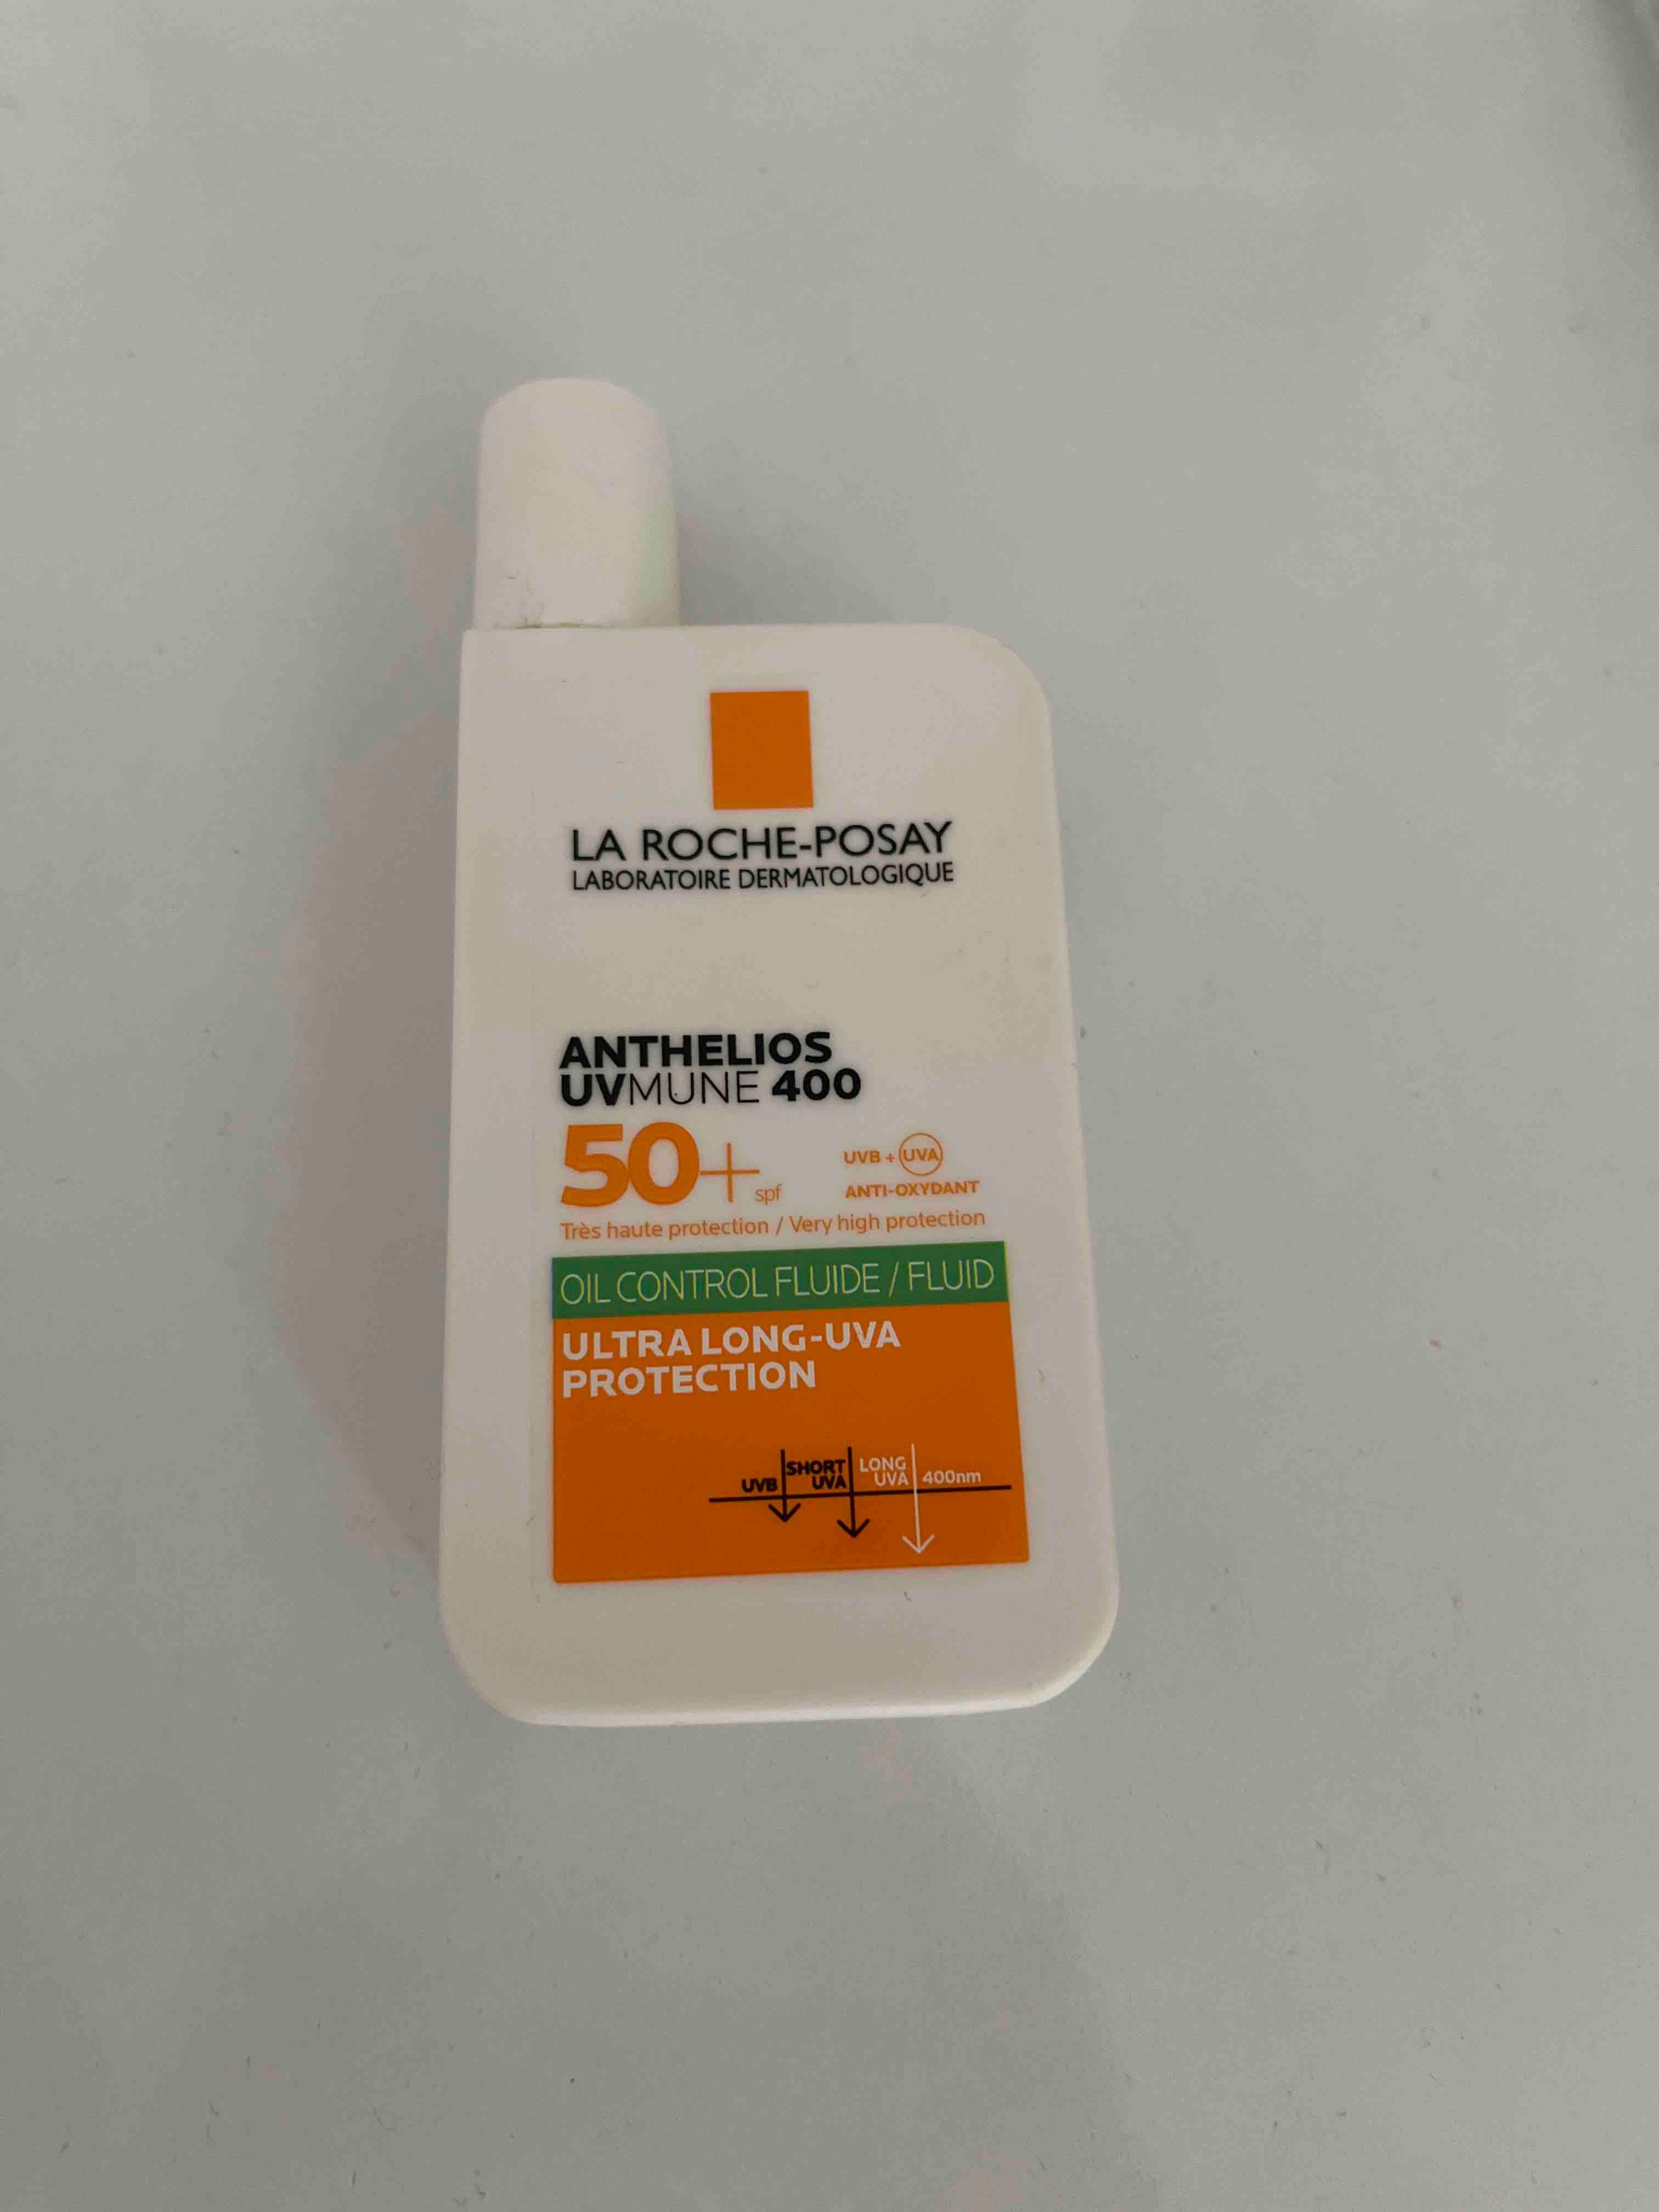 LA ROCHE-POSAY
LABORATOIRE DERMATOLOGIQUE
ANTHELIOS
UVMUNE 400
50+ spf
UVB + UVA
ANTI-OXYDANT
Très haute protection / Very high protection
OIL CONTROL FLUIDE / FLUID
ULTRA LONG-UVA
PROTECTION
UVB
SHORT
UVA
LONG
UVA
400nm